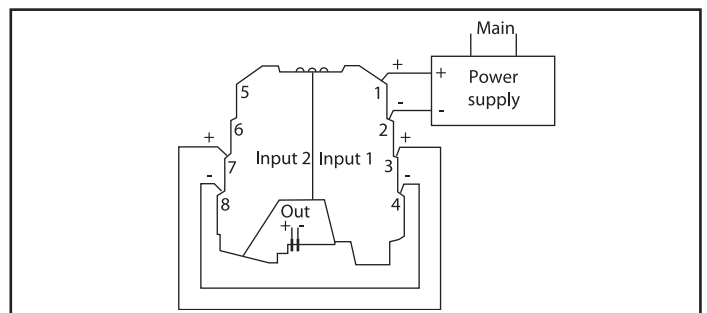 Main
+
+
5
1
Power
supply
-
-
6
2
+
+
7
Input 2
Input 1
3
-
-
8
4
Out
+ -